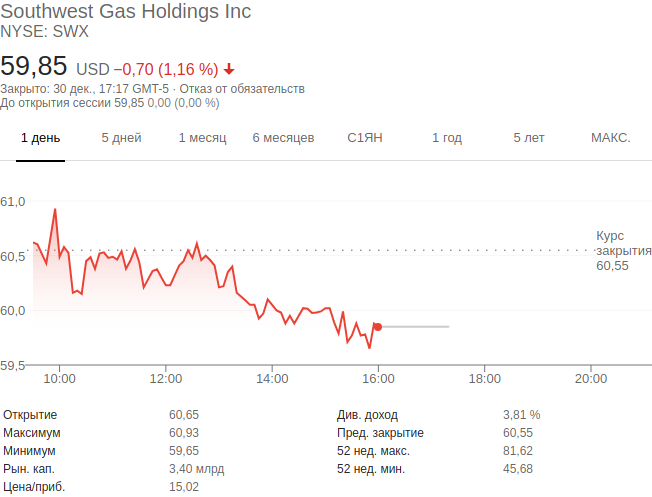 Southwest Gas Holdings Inc
NYSE: SWX
59,85 USD −0,70 (1,16 %)
Закрыто: 30 дек., 17:17 GMT-5 · Отказ от обязательств
До открытия сессии 59,85 0,00 (0,00 %)
1 день 5 дней 1 месяц 6 месяцев С1ЯН 1 год 5 лет МАКС.
61,0
Курс
закрытия
60,55
60,5
60,0
59,5
10:00 12:00 14:00 16:00 18:00 20:00
Открытие 60,65 Див. доход 3,81 %
Максимум 60,93 Пред. закрытие 60,55
Минимум 59,65 52 нед. макс. 81,62
Рын. кап. 3,40 млрд 52 нед. мин. 45,68
Цена/приб. 15,02